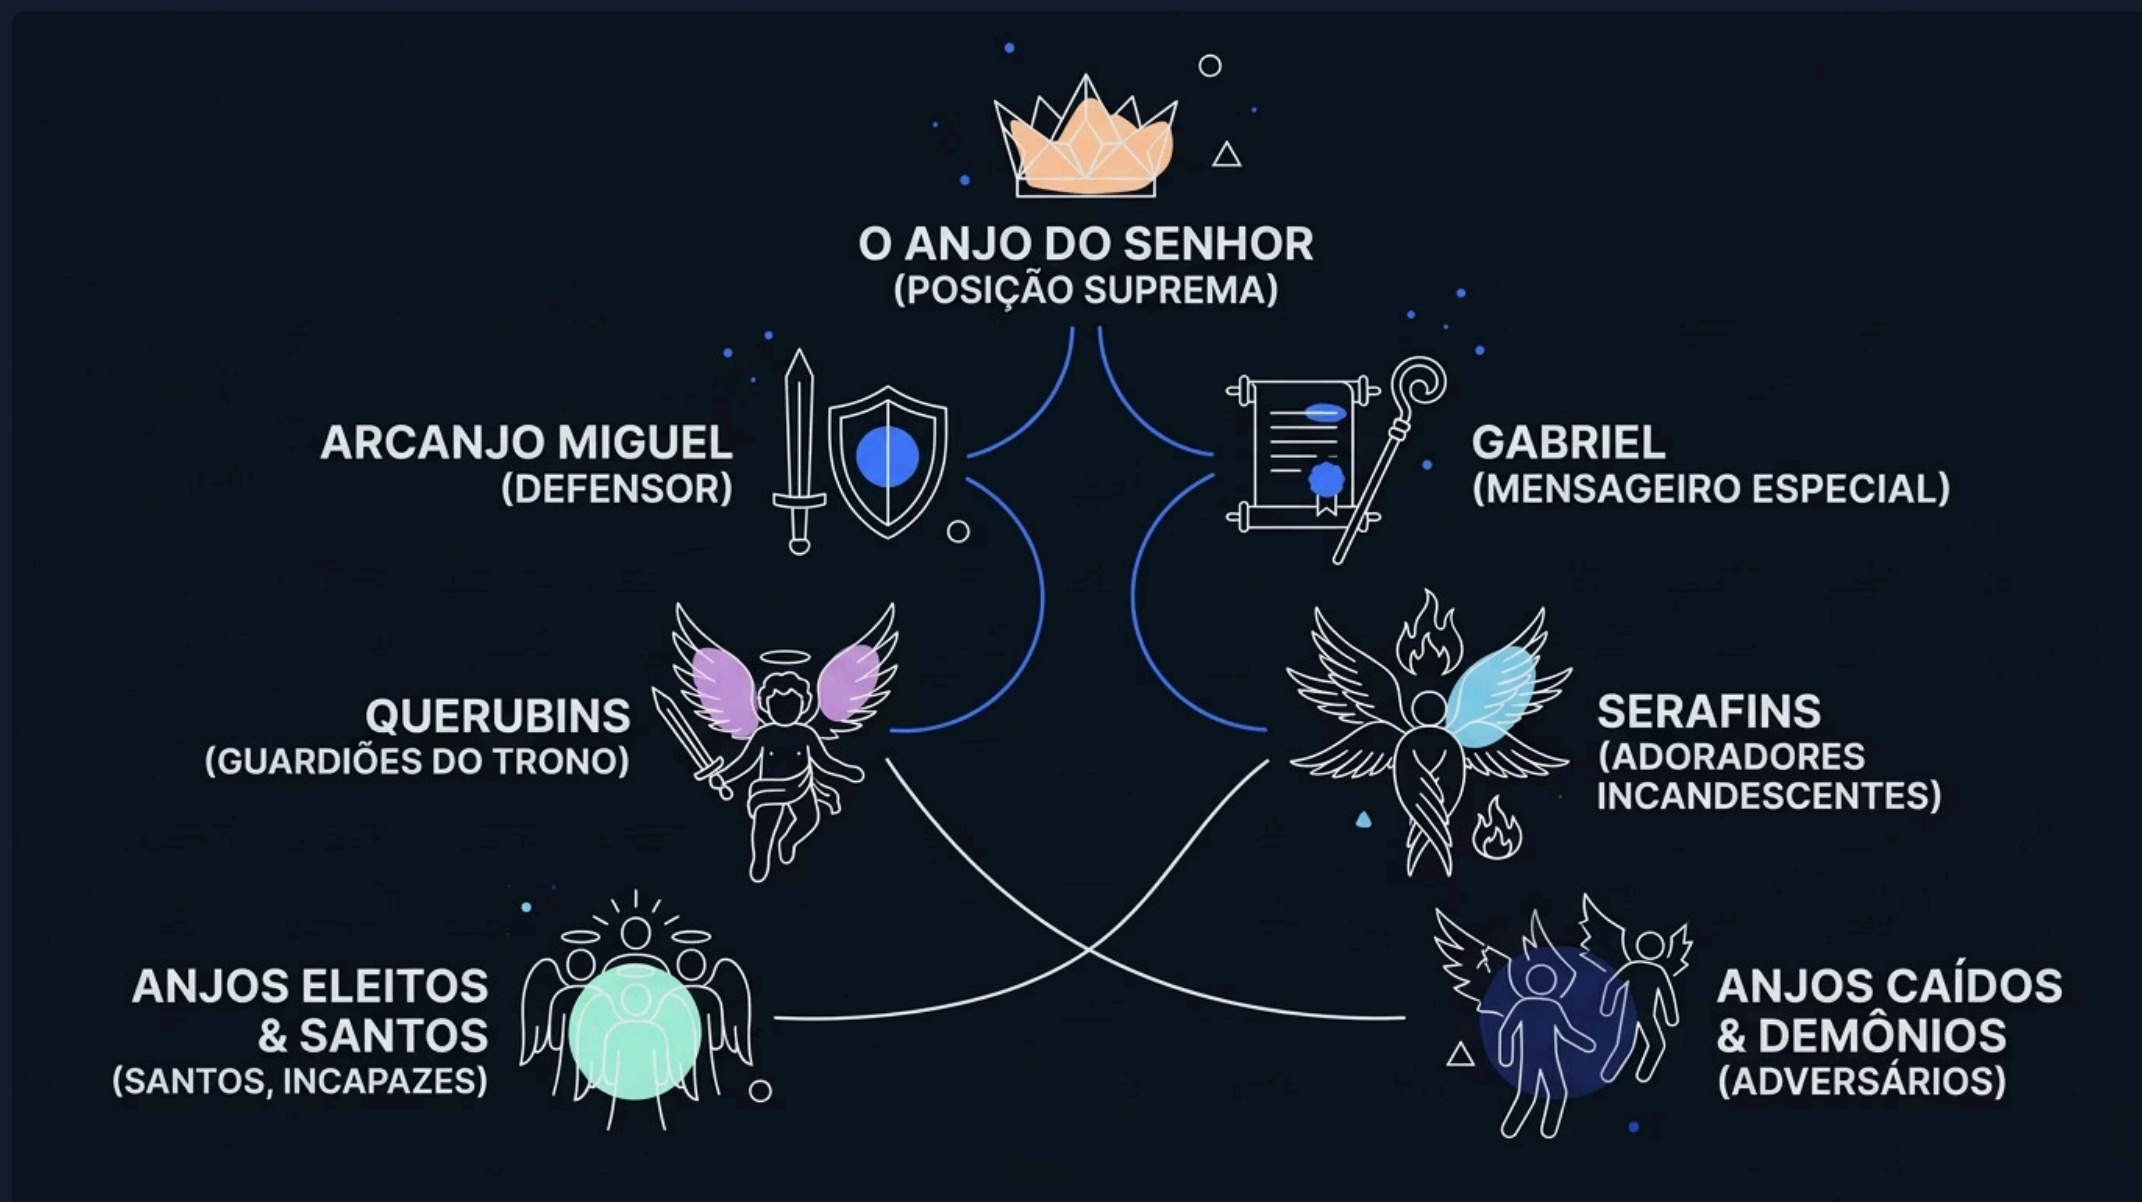 O ANJO DO SENHOR
(POSIÇÃO SUPREMA)
ARCANJO MIGUEL
(DEFENSOR)
GABRIEL
(MENSAGEIRO ESPECIAL)
QUERUBINS
(GUARDIÕES DO TRONO)
SERAFINS
(ADORADORES
INCANDESCENTES)
ANJOS ELEITOS
& SANTOS
(SANTOS, INCAPAZES)
ANJOS CAÍDOS
& DEMÔNIOS
(ADVERSÁRIOS)